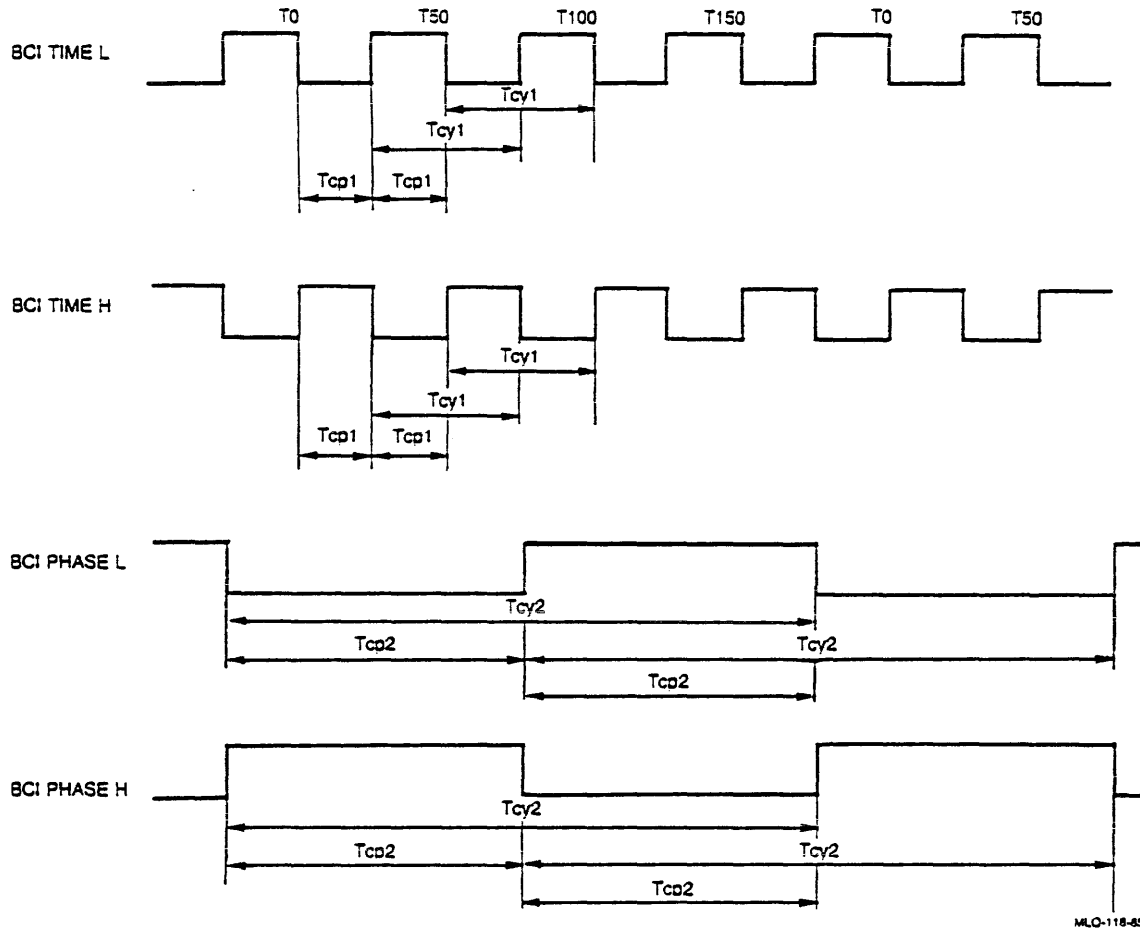 T0 T50 T100 T150 T0 T50
BCI TIME L
Tcy1
Tcy1
Tcp1 Tcp1
BCI TIME H
Tcy1
Tcy1
Tcp1 Tcp1
BCI PHASE L
Tcy2
Tcp2 Tcy2
Tcp2
BCI PHASE H
Tcy2
Tcp2 Tcy2
Tcp2